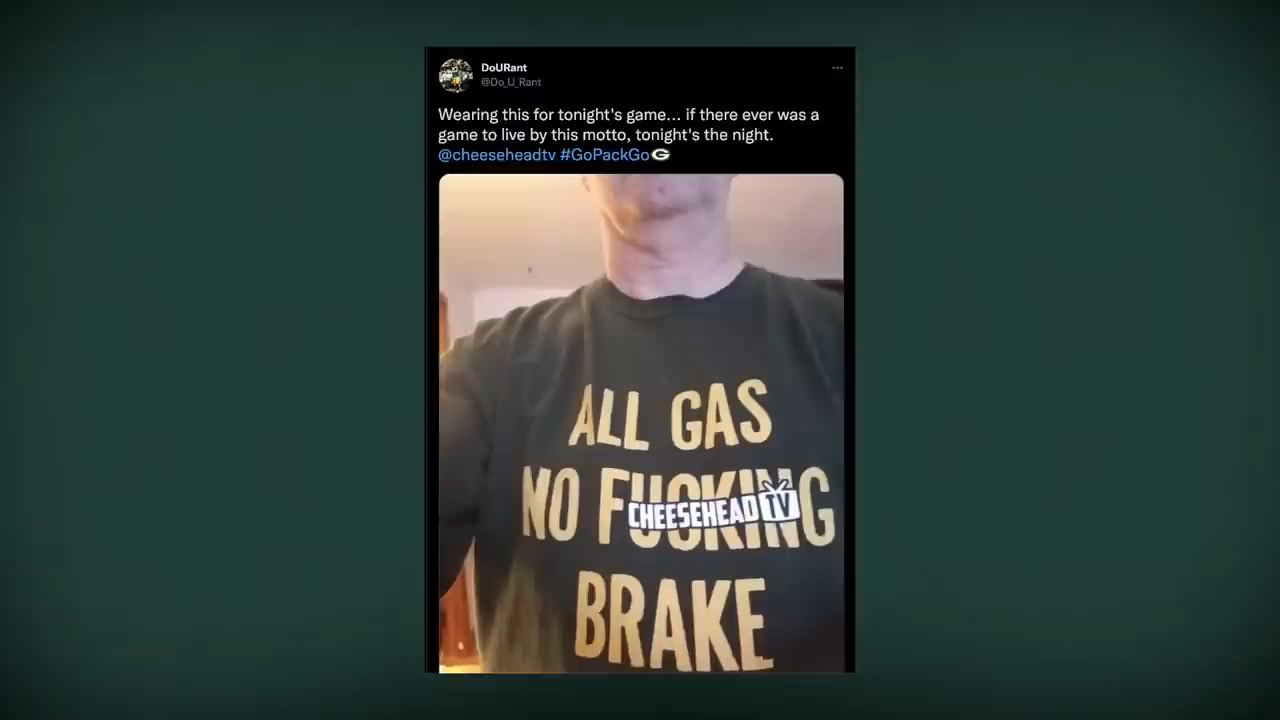 DoURant
@Do_U_Rant
Wearing this for tonight's game... if there ever was a
game to live by this motto, tonight's the night.
@cheeseheadtv #GoPackGo
ALL GAS
NO FUCKING
CHEESEHEAD TV
BRAKE